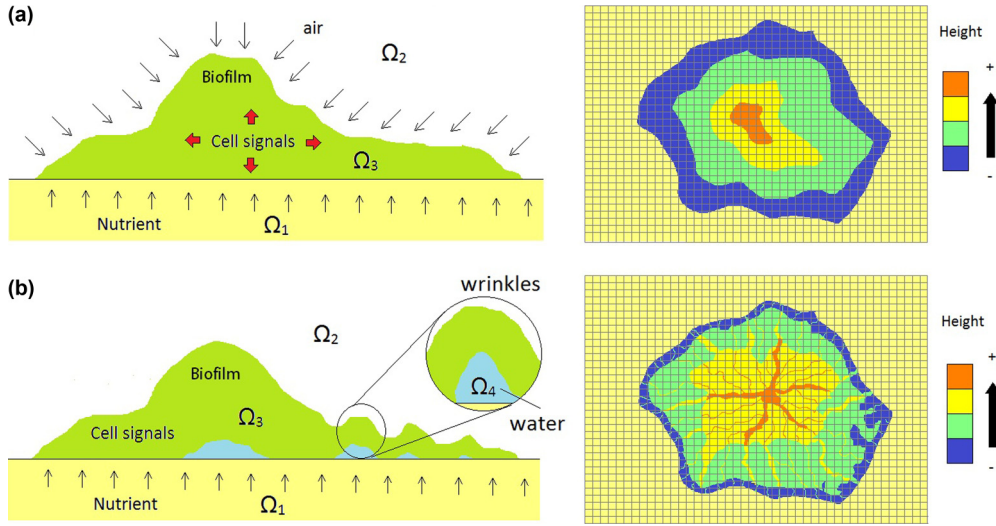 (a)
air
Ω2
Biofilm
Cell signals
Ω3
Nutrient
Ω1
Height
+
-
(b)
wrinkles
Ω2
Biofilm
Ω4
Ω3
water
Cell signals
Nutrient
Ω1
Height
+
-